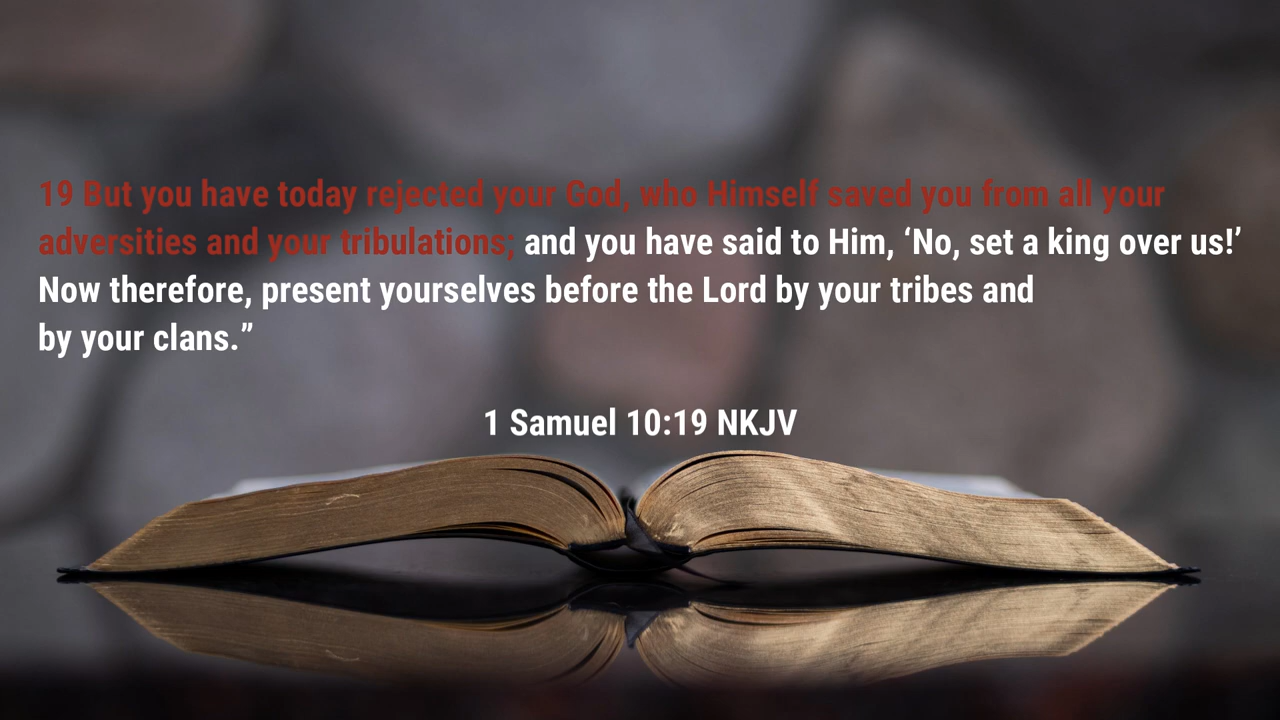 19 But you have today rejected your God, who Himself saved you from all your
adversities and your tribulations; and you have said to Him, ‘No, set a king over us!’
Now therefore, present yourselves before the Lord by your tribes and
by your clans.”
1 Samuel 10:19 NKJV